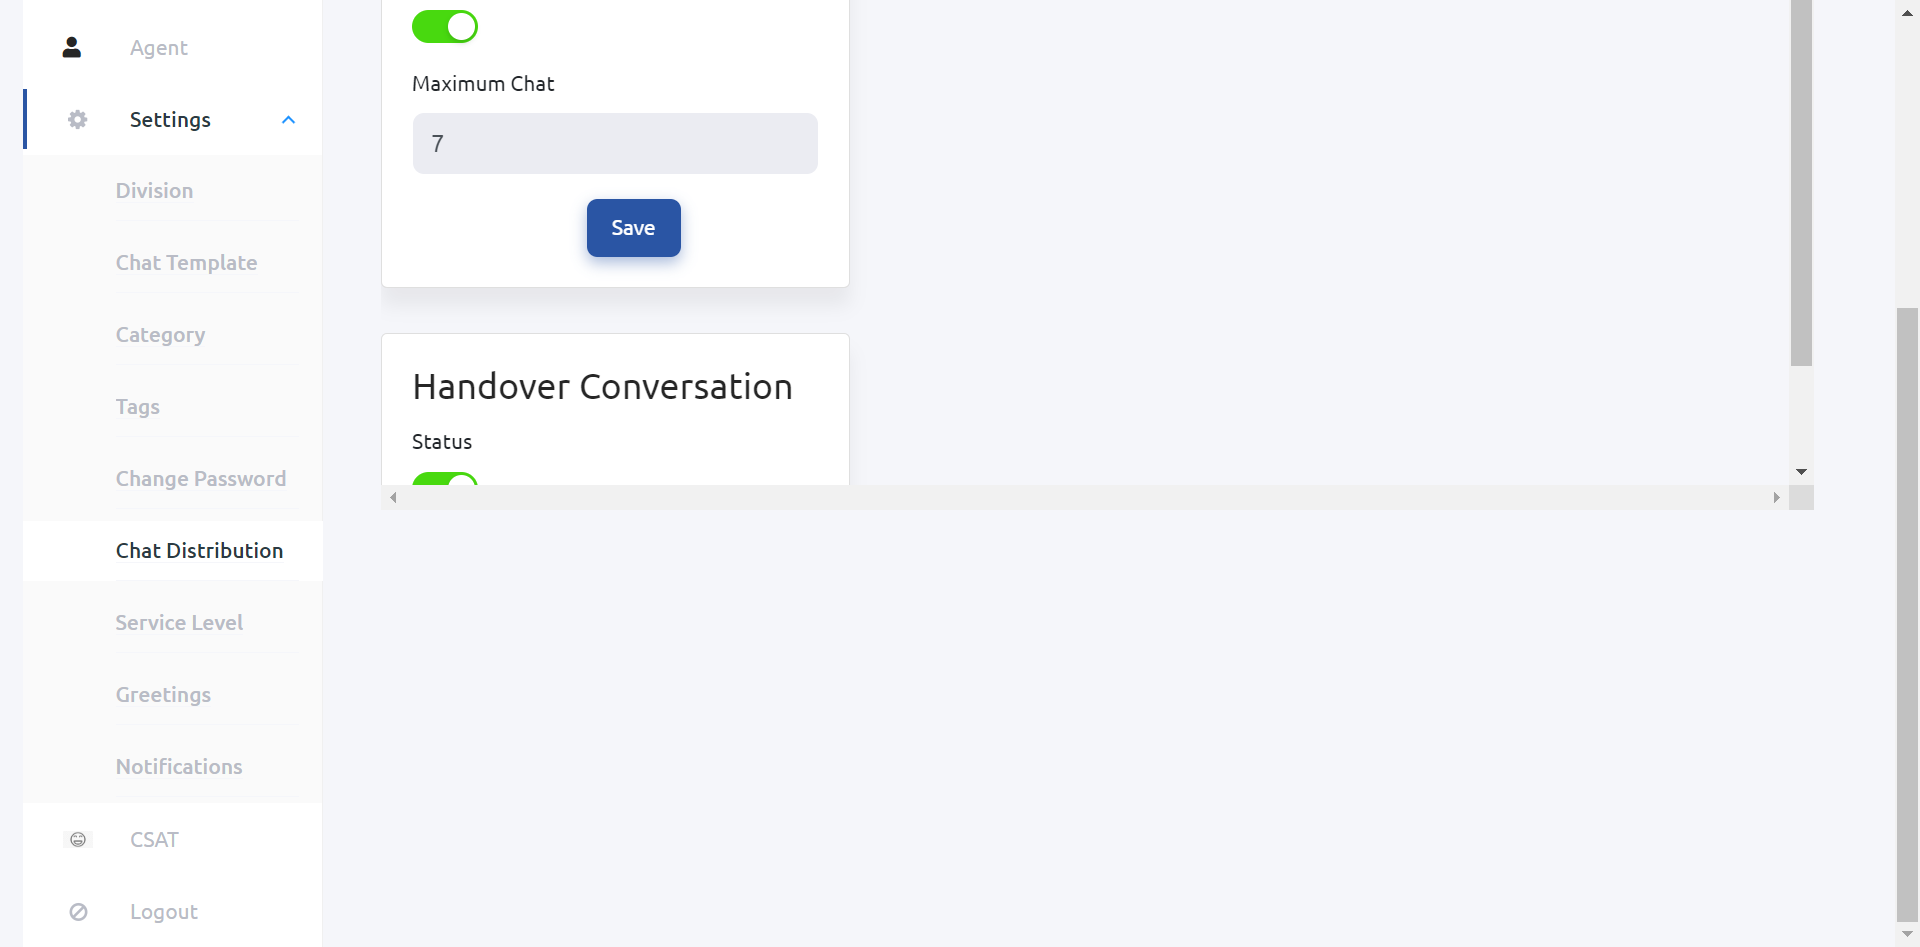 Agent
Settings
Division
Chat Template
Category
Tags
Change Password
Chat Distribution
Service Level
Greetings
Notifications
CSAT
Logout
Maximum Chat
7
Save
Handover Conversation
Status